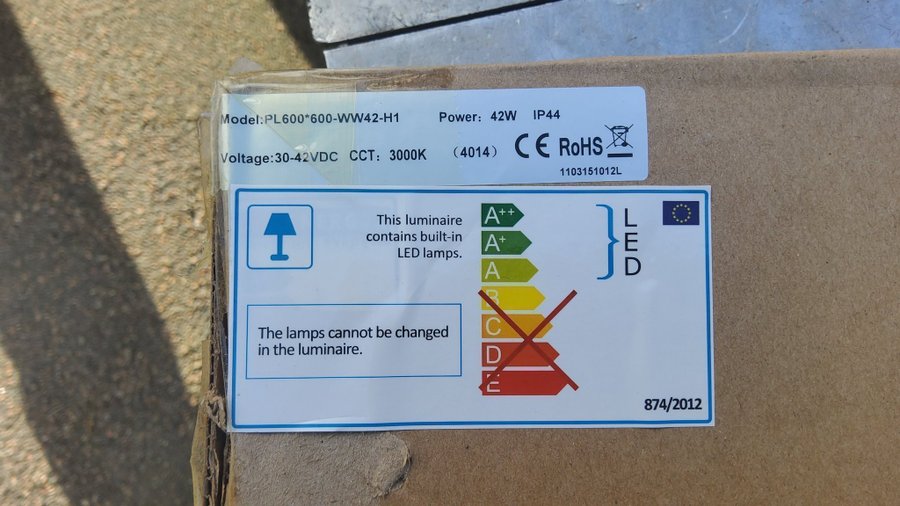 Model:PL600*600-WW42-H1 Power: 42W IP44
Voltage:30-42VDC CCT: 3000K (4014) CE RoHS
1103151012L
This luminaire
contains built-in
LED lamps.
The lamps cannot be changed
in the luminaire.
A++
A+
A
B
C
D
E
L
E
D
874/2012